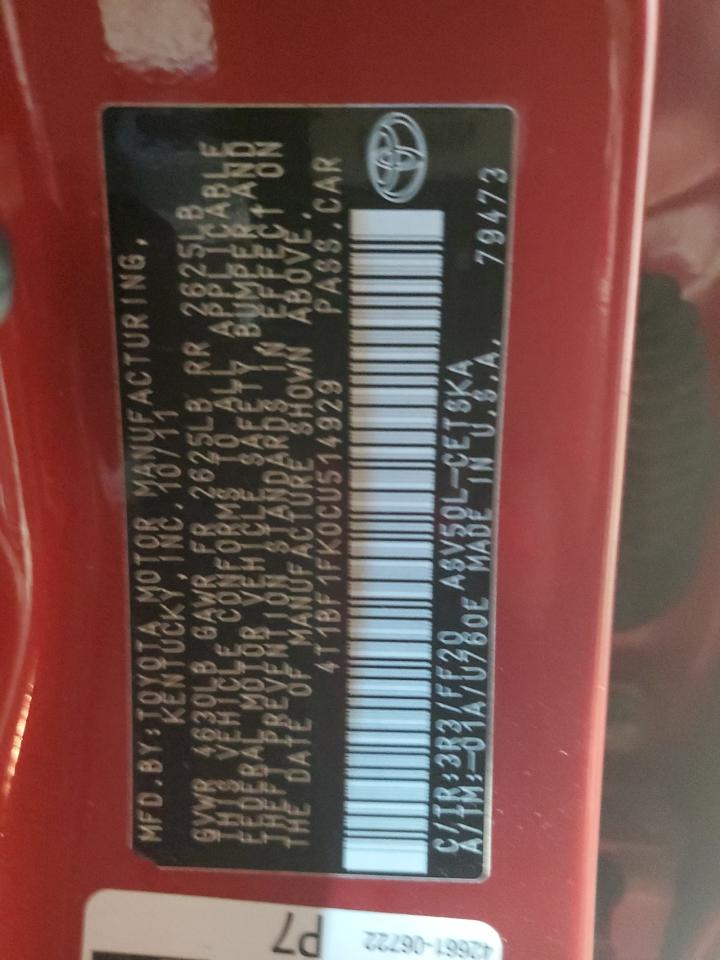 MFD.BY:TOYOTA MOTOR MANUFACTURING,
KENTUCKY,INC. 10/11
GVWR 4630LB GAWR FR 2625LB RR 2625LB
THIS VEHICLE CONFORMS TO ALL APPLICABLE
FEDERAL MOTOR VEHICLE SAFETY, BUMPER AND
THEFT PREVENTION STANDARDS IN EFFECT ON
THE DATE OF MANUFACTURE SHOWN ABOVE.
4T1BF1FK0CU514929 PASS.CAR
C/TR:3R3/FF20 ASV50L-CETSKA
A/TM:-01A/U760E MADE IN U.S.A. 79473
P7
42661-06722